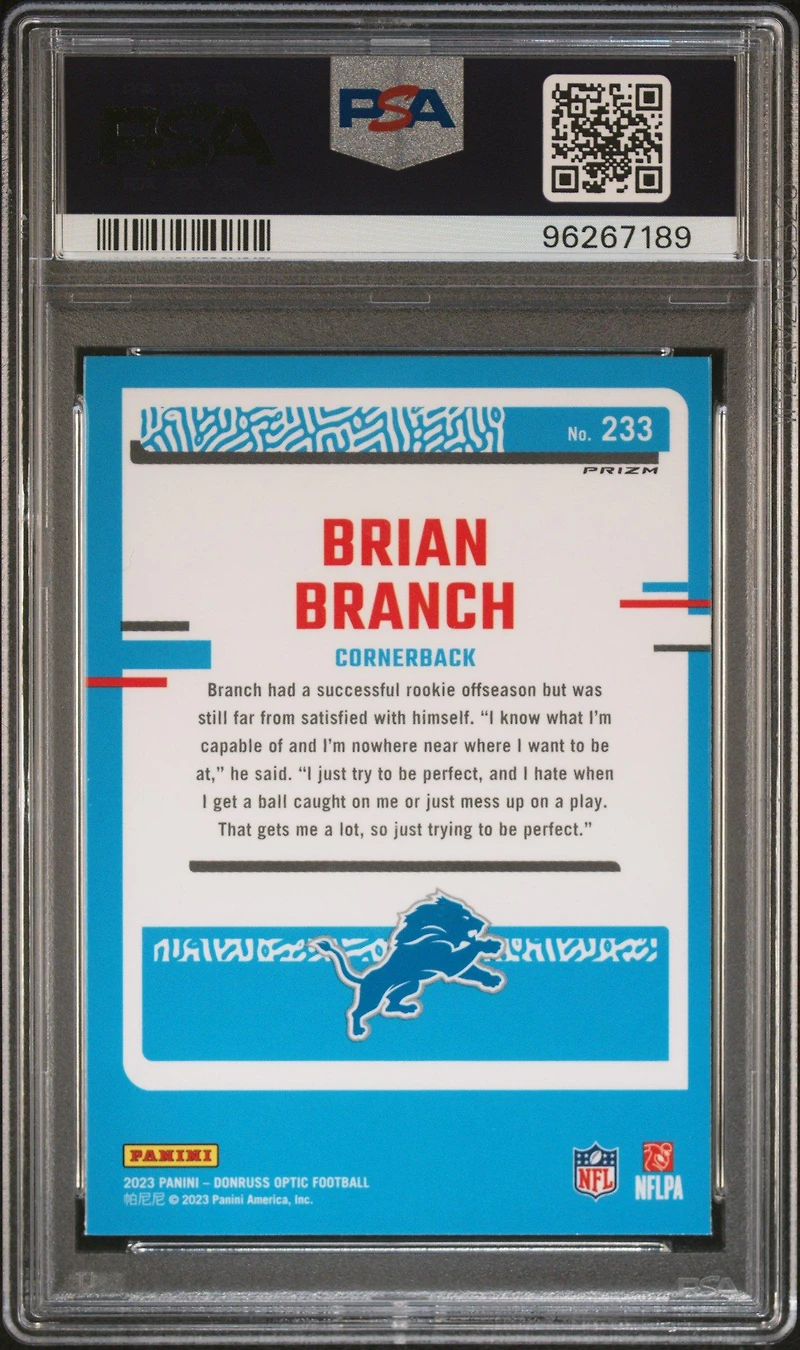 PSA
96267189
No. 233
PRIZM
BRIAN
BRANCH
CORNERBACK
Branch had a successful rookie offseason but was
still far from satisfied with himself. “I know what I’m
capable of and I’m nowhere near where I want to be
at,” he said. “I just try to be perfect, and I hate when
I get a ball caught on me or just mess up on a play.
That gets me a lot, so just trying to be perfect.”
PANINI
2023 PANINI – DONRUSS OPTIC FOOTBALL
帕尼尼 © 2023 Panini America, Inc.
NFL
NFLPA
PSA